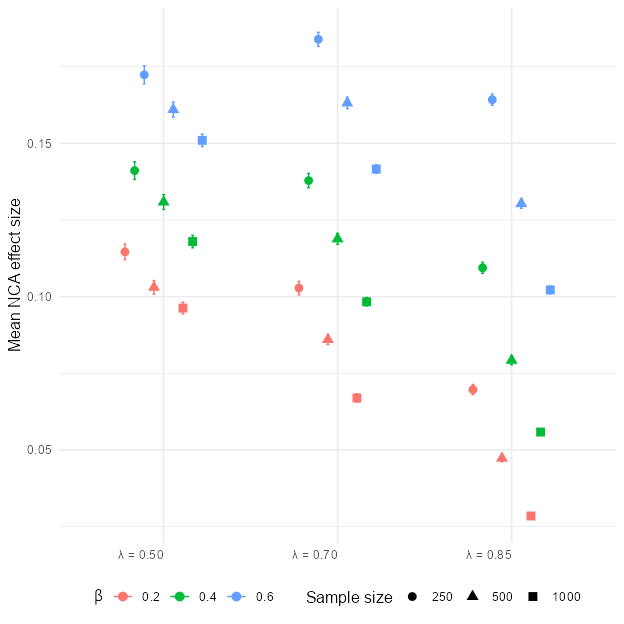 Mean NCA effect size
0.15
0.10
0.05
λ = 0.50 λ = 0.70 λ = 0.85
β 0.2 0.4 0.6 Sample size 250 500 1000